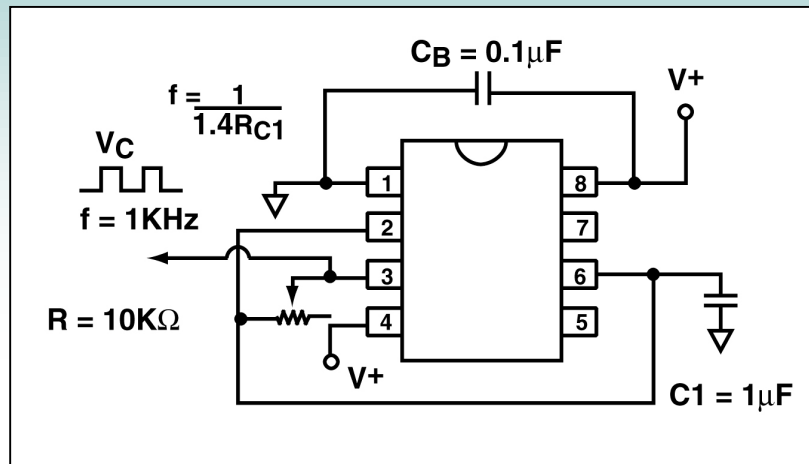 C_B = 0.1μF
V+
f = 1
1.4R_C1
V_C
f = 1KHz
1
8
2
7
3
6
4
5
R = 10KΩ
V+
C1 = 1μF